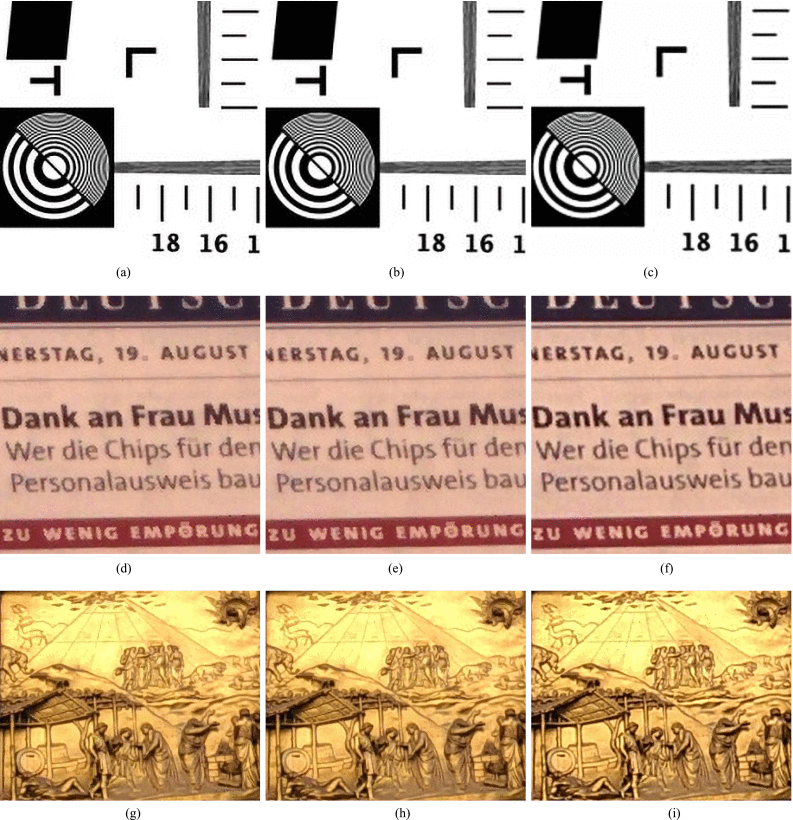 18 16 1
18 16 1
18 16 1
(a)
(b)
(c)
DEUTSC
NERSTAG, 19. AUGUST
Dank an Frau Mus
Wer die Chips für den
Personalausweis bau
ZU WENIG EMPÖRUNG
DEUTSC
NERSTAG, 19. AUGUST
Dank an Frau Mus
Wer die Chips für den
Personalausweis bau
ZU WENIG EMPÖRUNG
DEUTSC
NERSTAG, 19. AUGUST
Dank an Frau Mus
Wer die Chips für den
Personalausweis bau
ZU WENIG EMPÖRUNG
(d)
(e)
(f)
(g)
(h)
(i)